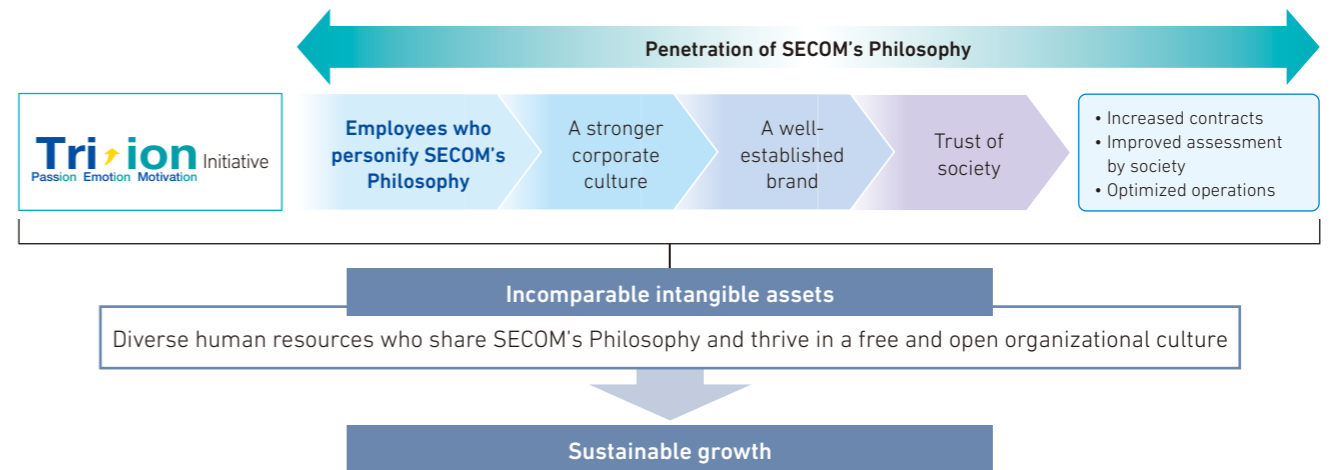 Penetration of SECOM's Philosophy
Tri-ion Initiative
Passion Emotion Motivation
Employees who
personify SECOM's
Philosophy
A stronger
corporate
culture
A well-
established
brand
Trust of
society
• Increased contracts
• Improved assessment
by society
• Optimized operations
Incomparable intangible assets
Diverse human resources who share SECOM's Philosophy and thrive in a free and open organizational culture
Sustainable growth